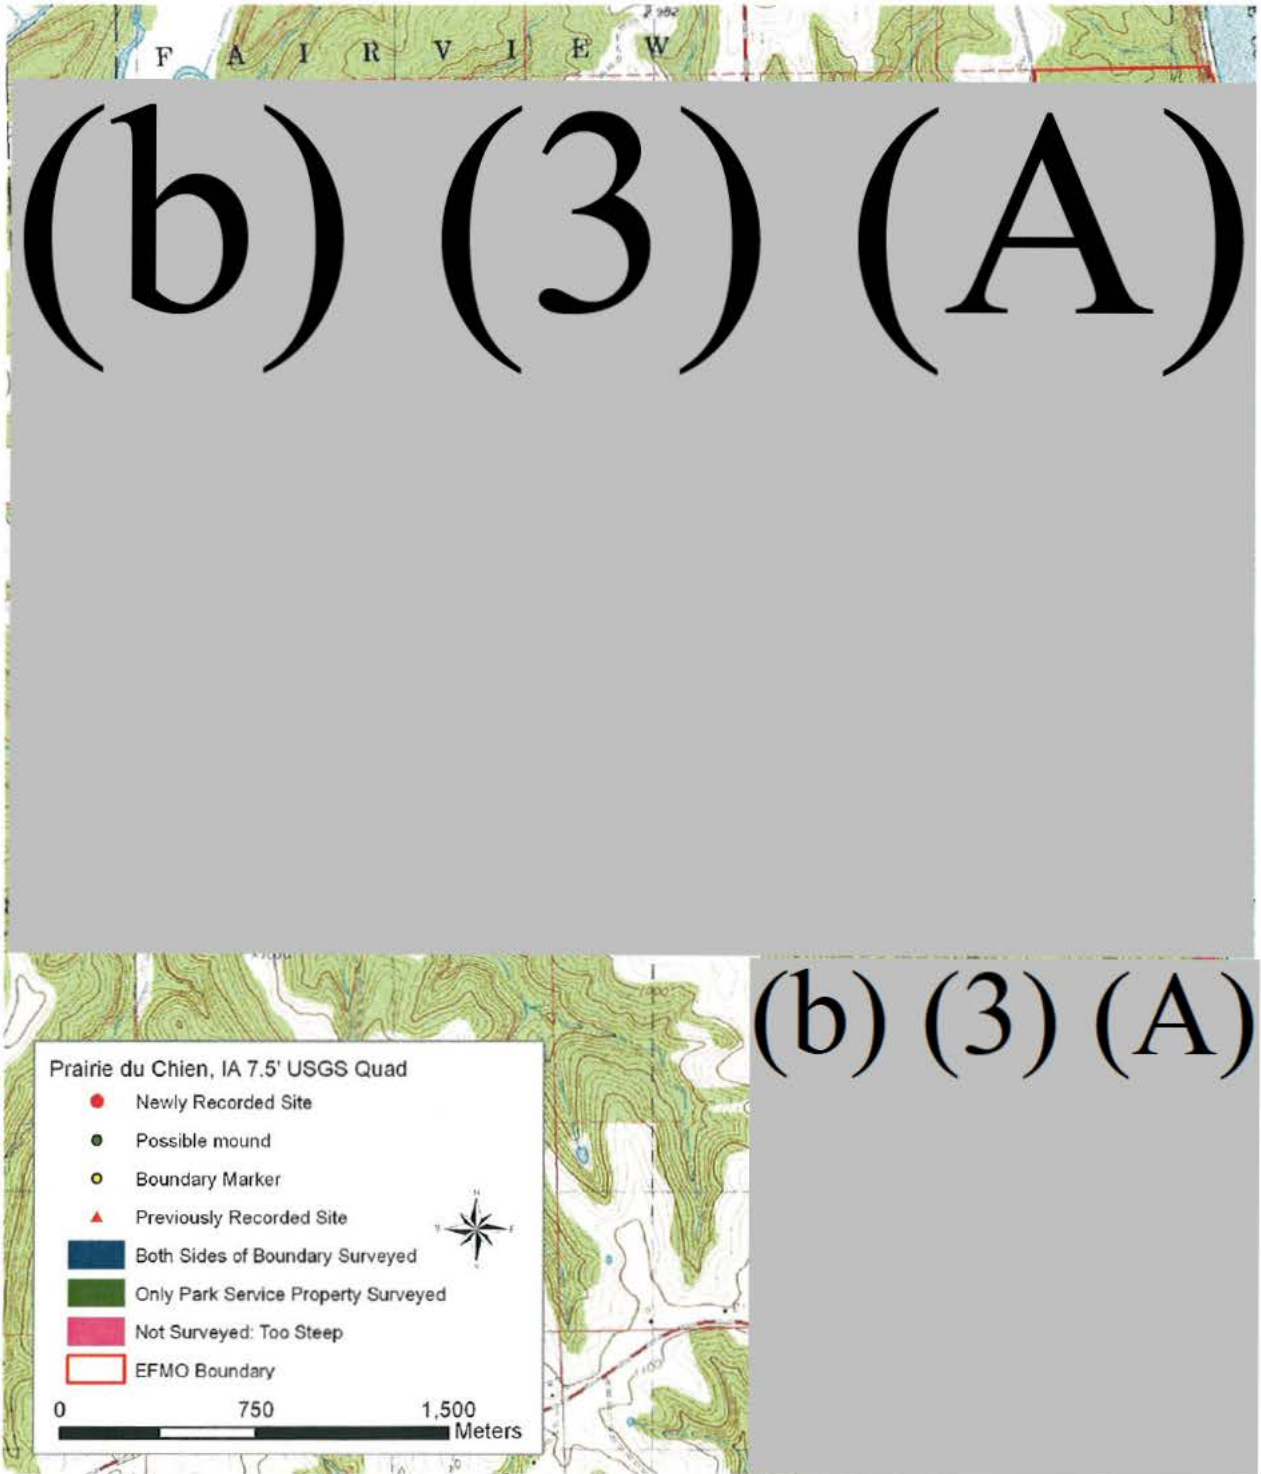 F A I R V I E W
(b) (3) (A)
(b) (3) (A)
Prairie du Chien, IA 7.5' USGS Quad
Newly Recorded Site
Possible mound
Boundary Marker
Previously Recorded Site
N
Both Sides of Boundary Surveyed
Only Park Service Property Surveyed
Not Surveyed: Too Steep
EFMO Boundary
0 750 1,500
Meters